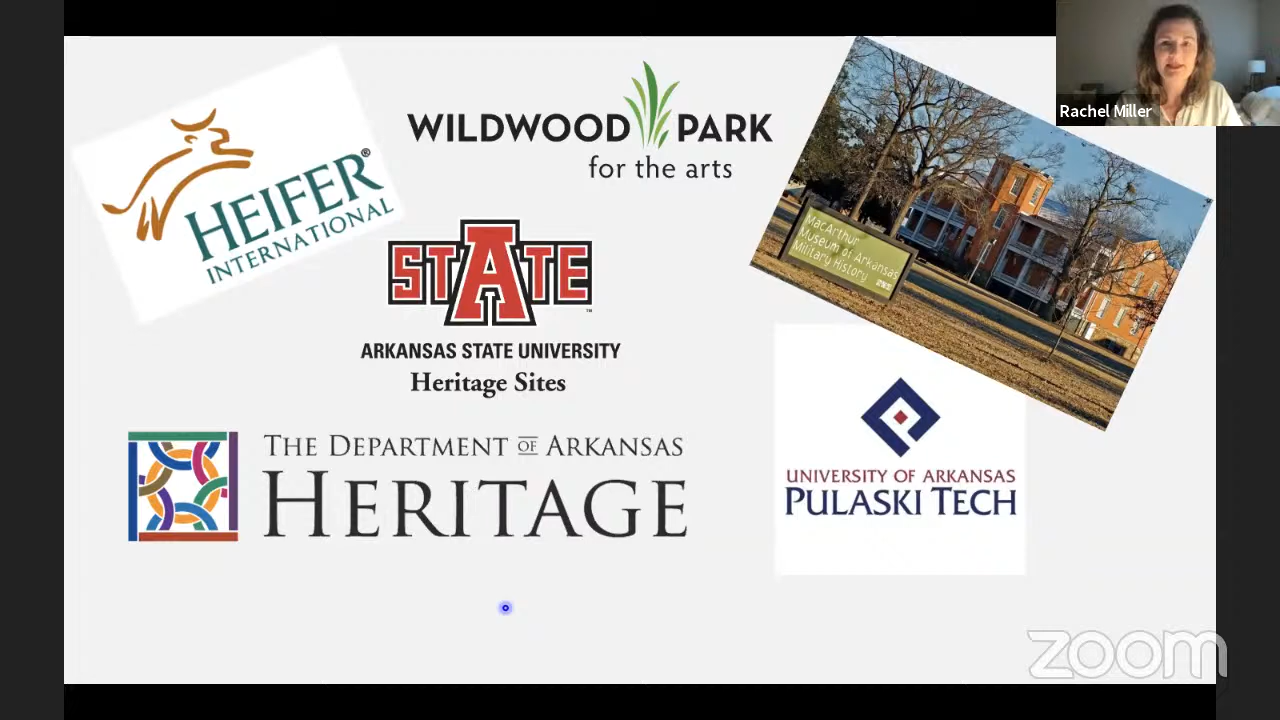 HEIFER®
INTERNATIONAL
WILDWOOD PARK
for the arts
STATE™
ARKANSAS STATE UNIVERSITY
Heritage Sites
THE DEPARTMENT OF ARKANSAS
HERITAGE
MacArthur
Museum of Arkansas
Military History
UNIVERSITY OF ARKANSAS
PULASKI TECH
Rachel Miller
zoom